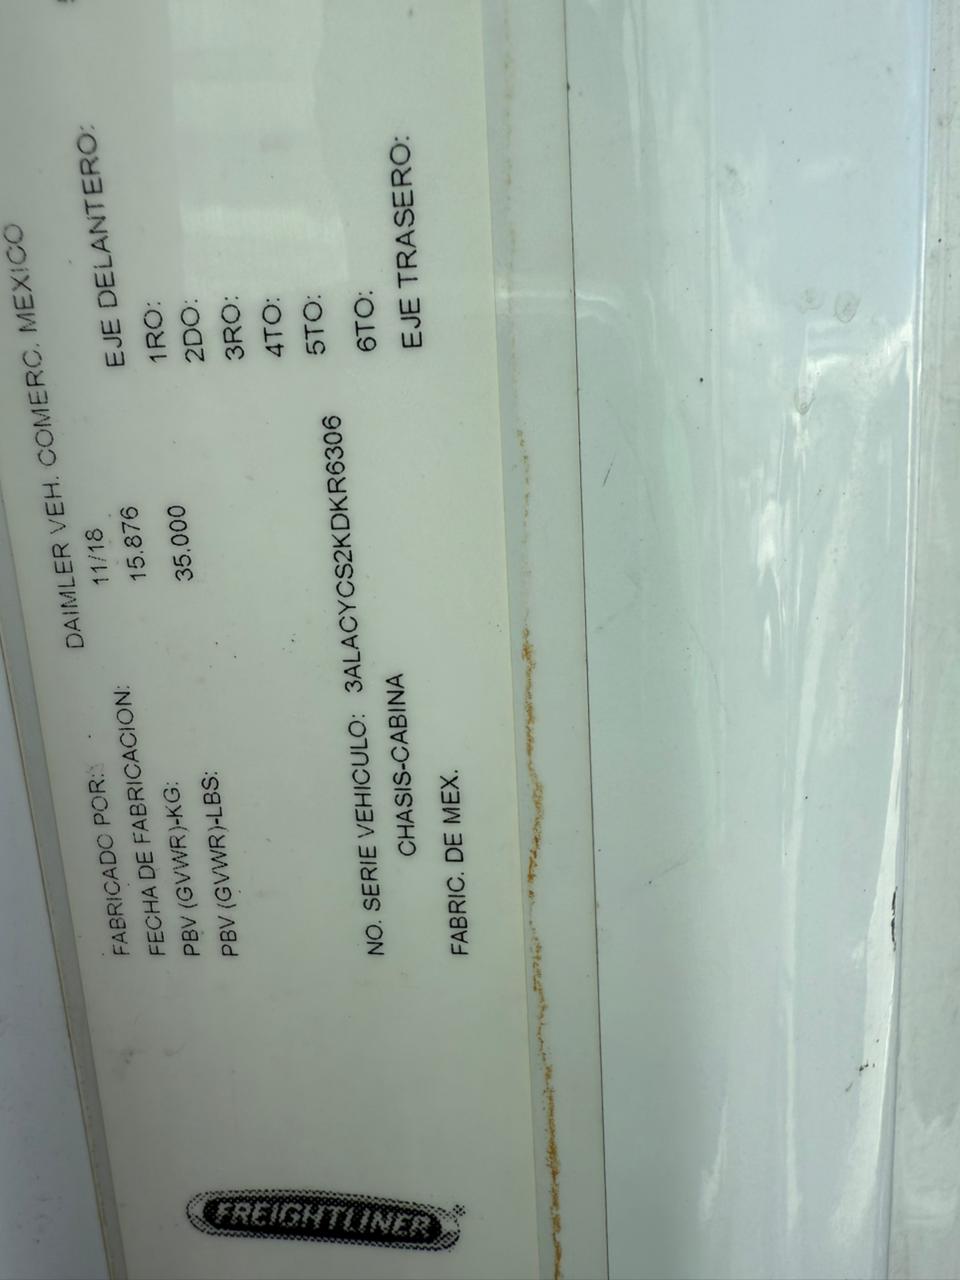 FREIGHTLINER
FABRICADO POR: DAIMLER VEH. COMERC. MEXICO
FECHA DE FABRICACION: 11/18
PBV (GVWR)-KG: 15.876
PBV (GVWR)-LBS: 35.000
NO. SERIE VEHICULO: 3ALACYCS2KDKR6306
CHASIS-CABINA
FABRIC. DE MEX.
EJE DELANTERO:
1RO:
2DO:
3RO:
4TO:
5TO:
6TO:
EJE TRASERO: